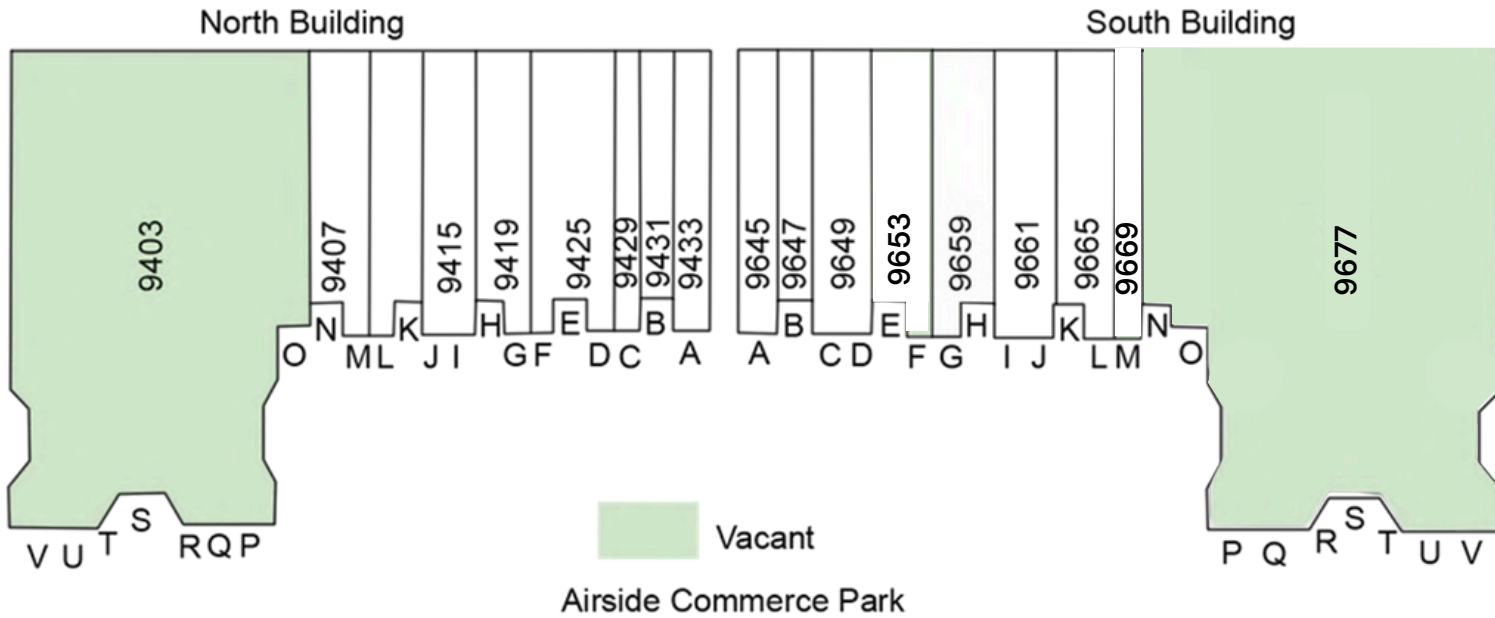 North Building
South Building
9403
9407
9415
9419
9425
9429
9431
9433
9645
9647
9649
9653
9659
9661
9665
9669
9677
O N M L K J I H G F E D C B A
A B C D E F G H I J K L M N O
V U T S R Q P
P Q R S T U V
Vacant
Airside Commerce Park